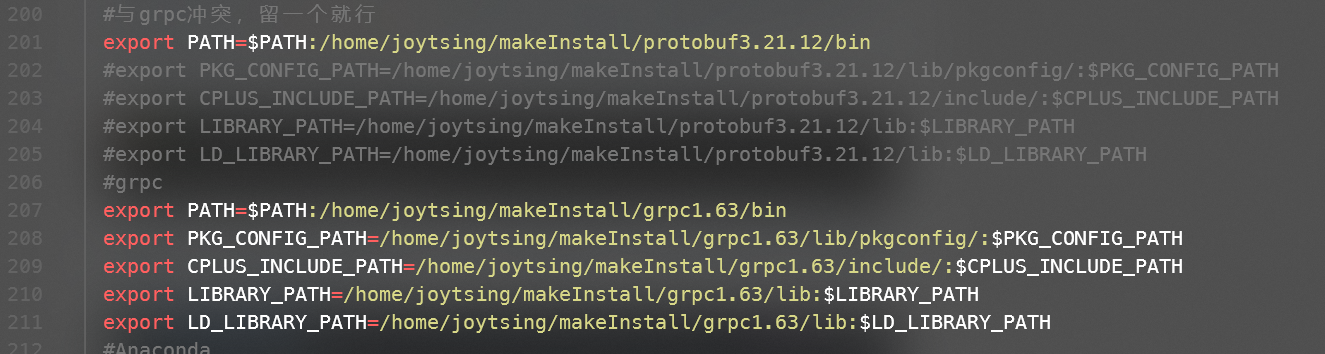 200 #与grpc冲突，留一个就行
201 export PATH=$PATH:/home/joytsing/makeInstall/protobuf3.21.12/bin
202 #export PKG_CONFIG_PATH=/home/joytsing/makeInstall/protobuf3.21.12/lib/pkgconfig/:$PKG_CONFIG_PATH
203 #export CPLUS_INCLUDE_PATH=/home/joytsing/makeInstall/protobuf3.21.12/include/:$CPLUS_INCLUDE_PATH
204 #export LIBRARY_PATH=/home/joytsing/makeInstall/protobuf3.21.12/lib:$LIBRARY_PATH
205 #export LD_LIBRARY_PATH=/home/joytsing/makeInstall/protobuf3.21.12/lib:$LD_LIBRARY_PATH
206 #grpc
207 export PATH=$PATH:/home/joytsing/makeInstall/grpc1.63/bin
208 export PKG_CONFIG_PATH=/home/joytsing/makeInstall/grpc1.63/lib/pkgconfig/:$PKG_CONFIG_PATH
209 export CPLUS_INCLUDE_PATH=/home/joytsing/makeInstall/grpc1.63/include/:$CPLUS_INCLUDE_PATH
210 export LIBRARY_PATH=/home/joytsing/makeInstall/grpc1.63/lib:$LIBRARY_PATH
211 export LD_LIBRARY_PATH=/home/joytsing/makeInstall/grpc1.63/lib:$LD_LIBRARY_PATH
212 #Anaconda